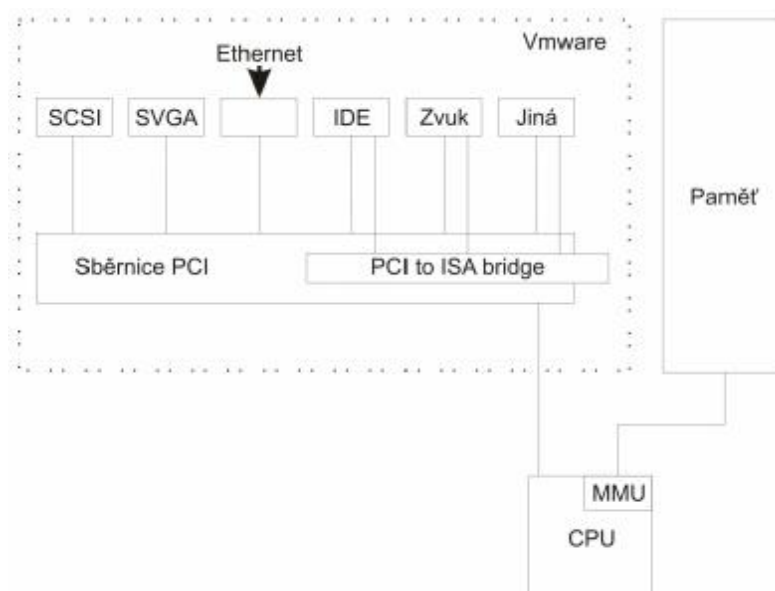 Vmware
Ethernet
SCSI
SVGA
IDE
Zvuk
Jiná
Paměť
Sběrnice PCI
PCI to ISA bridge
MMU
CPU